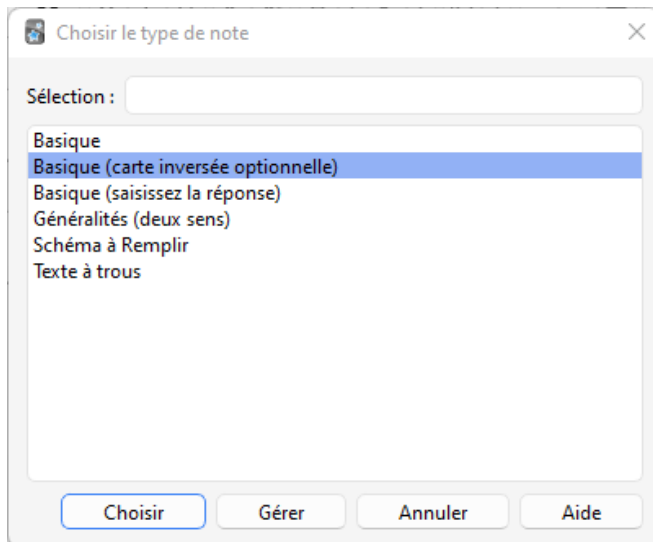 Choisir le type de note
Sélection :
Basique
Basique (carte inversée optionnelle)
Basique (saisissez la réponse)
Généralités (deux sens)
Schéma à Remplir
Texte à trous
Choisir Gérer Annuler Aide